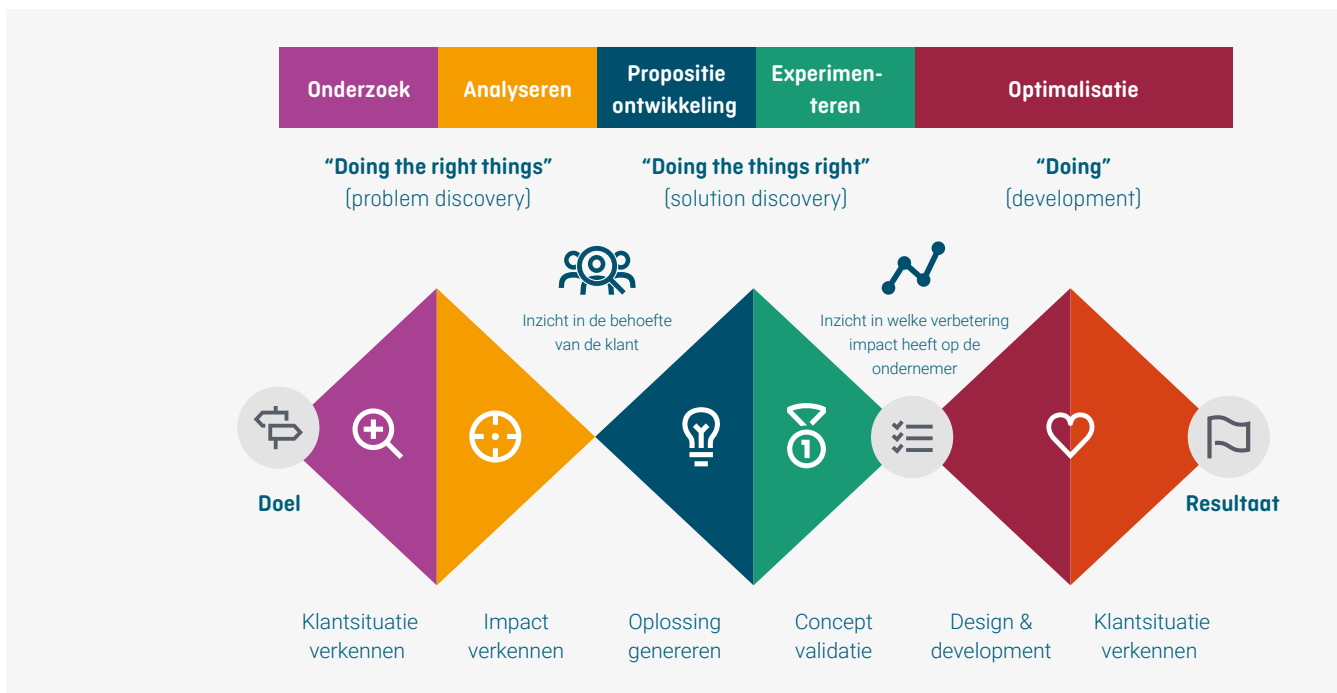 Onderzoek
Analyseren
Propositie
ontwikkeling
Experimen-
teren
Optimalisatie
“Doing the right things”
(problem discovery)
“Doing the things right”
(solution discovery)
“Doing”
(development)
Inzicht in de behoefte
van de klant
Inzicht in welke verbetering
impact heeft op de
ondernemer
1
Doel
Resultaat
Klantsituatie
verkennen
Impact
verkennen
Oplossing
genereren
Concept
validatie
Design &
development
Klantsituatie
verkennen